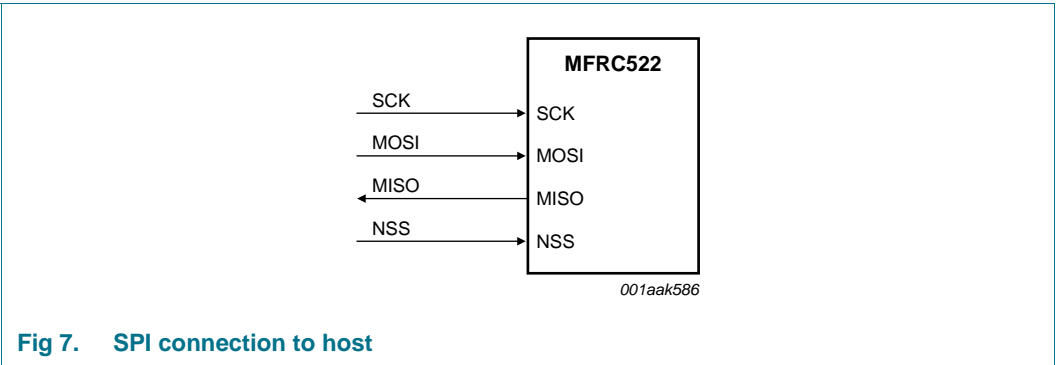 MFRC522
SCK SCK
MOSI MOSI
MISO MISO
NSS NSS
001aak586
Fig 7. SPI connection to host